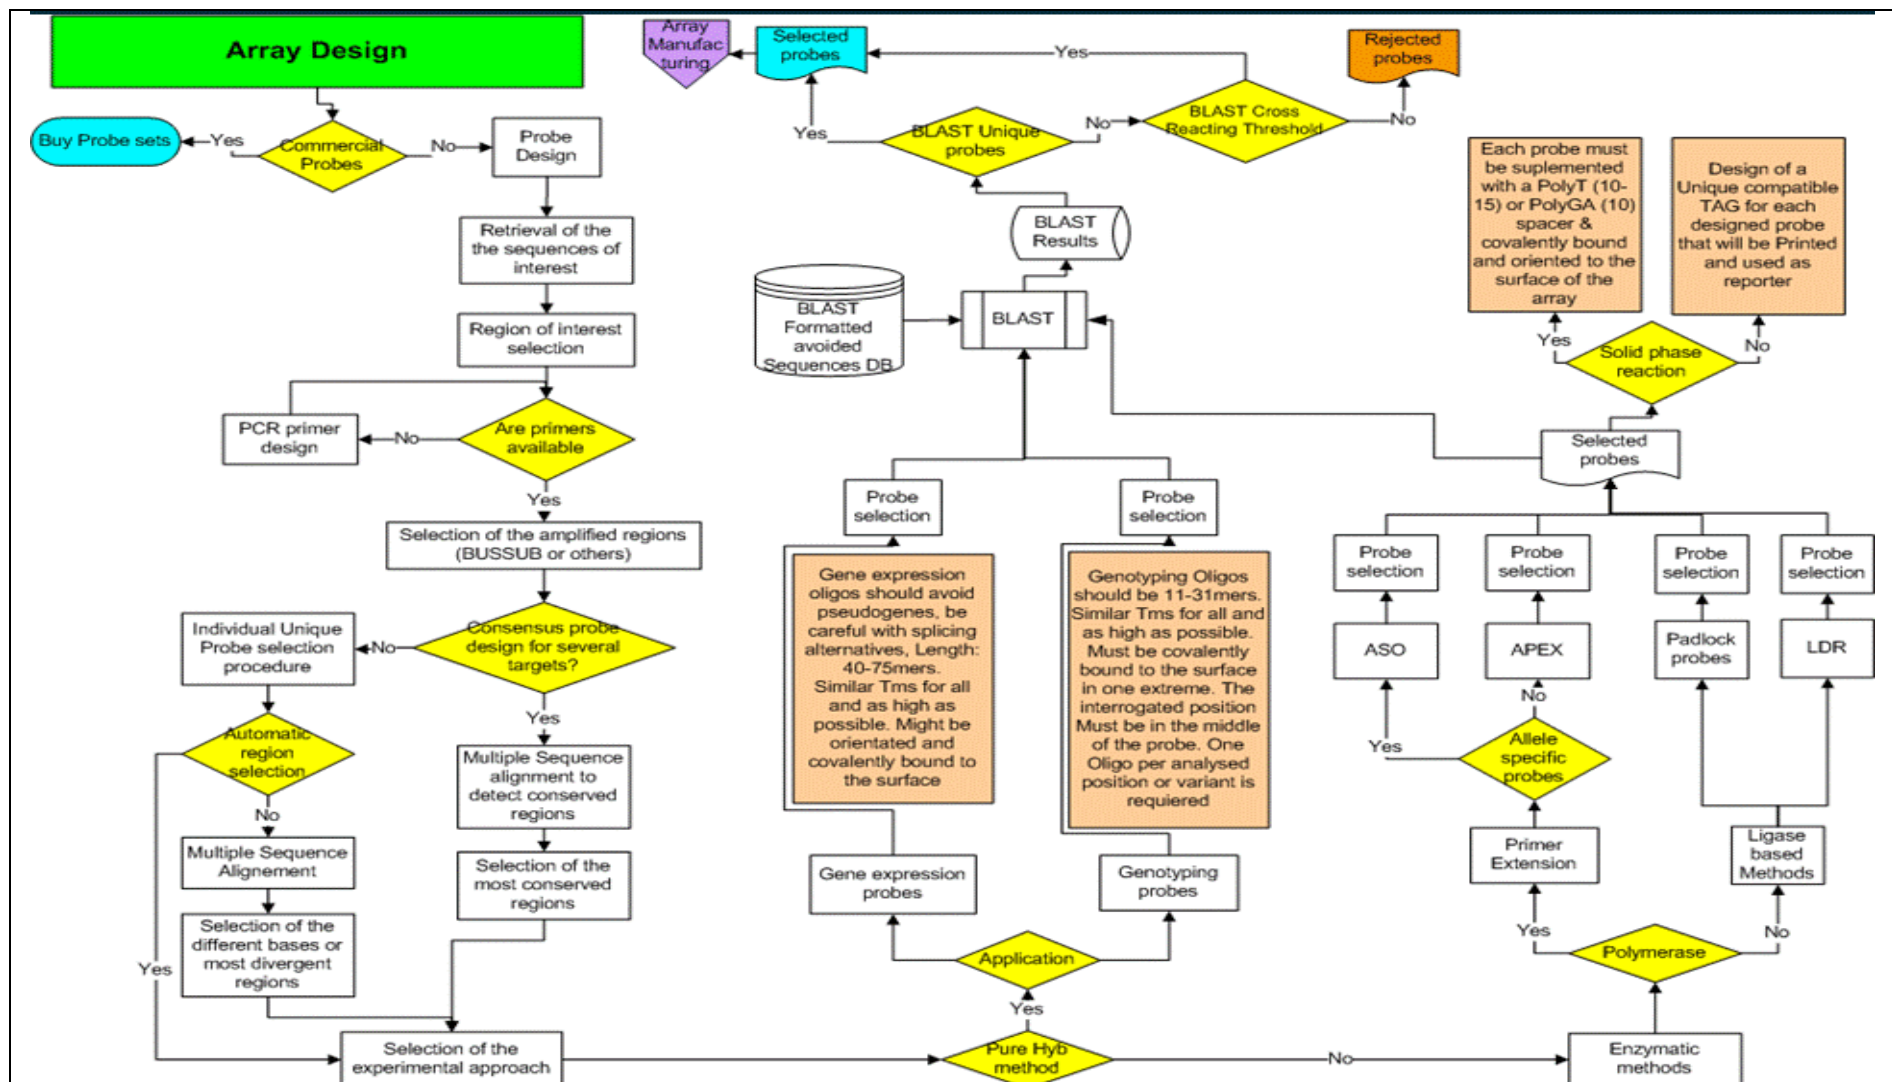 Array Design
Array
Manufac
turing
Selected
probes
Yes
Rejected
probes
Buy Probe sets
Yes
Commercial
Probes
No
Probe
Design
Yes
BLAST Unique
probes
No
BLAST Cross
Reacting Threshold
No
Retrieval of the
the sequences of
interest
BLAST
Results
Each probe must
be suplemented
with a PolyT (10-
15) or PolyGA (10)
spacer &
covalently bound
and oriented to the
surface of the
array
Design of a
Unique compatible
TAG for each
designed probe
that will be Printed
and used as
reporter
Region of interest
selection
BLAST
Formatted
avoided
Sequences DB
BLAST
Yes
Solid phase
reaction
No
PCR primer
design
No
Are primers
available
Selected
probes
Yes
Selection of the amplified regions
(BUSSUB or others)
Probe
selection
Probe
selection
Probe
selection
Probe
selection
Probe
selection
Probe
selection
Individual Unique
Probe selection
procedure
No
Consensus probe
design for several
targets?
Gene expression
oligos should avoid
pseudogenes, be
careful with splicing
alternatives, Length:
40-75mers.
Similar Tms for all
and as high as
possible. Might be
orientated and
covalently bound to
the surface
Genotyping Oligos
should be 11-31mers.
Similar Tms for all and
as high as possible.
Must be covalently
bound to the surface
in one extreme. The
interrogated position
Must be in the middle
of the probe. One
Oligo per analysed
position or variant is
requiered
ASO
APEX
Padlock
probes
LDR
Automatic
region
selection
Yes
No
Yes
Allele
specific
probes
No
Multiple Sequence
alignment to
detect conserved
regions
Multiple Sequence
Alignement
Selection of the
most conserved
regions
Gene expression
probes
Genotyping
probes
Primer
Extension
Ligase
based
Methods
Selection of the
different bases or
most divergent
regions
Yes
Application
Yes
Polymerase
No
Yes
Selection of the
experimental approach
Pure Hyb
method
No
Enzymatic
methods